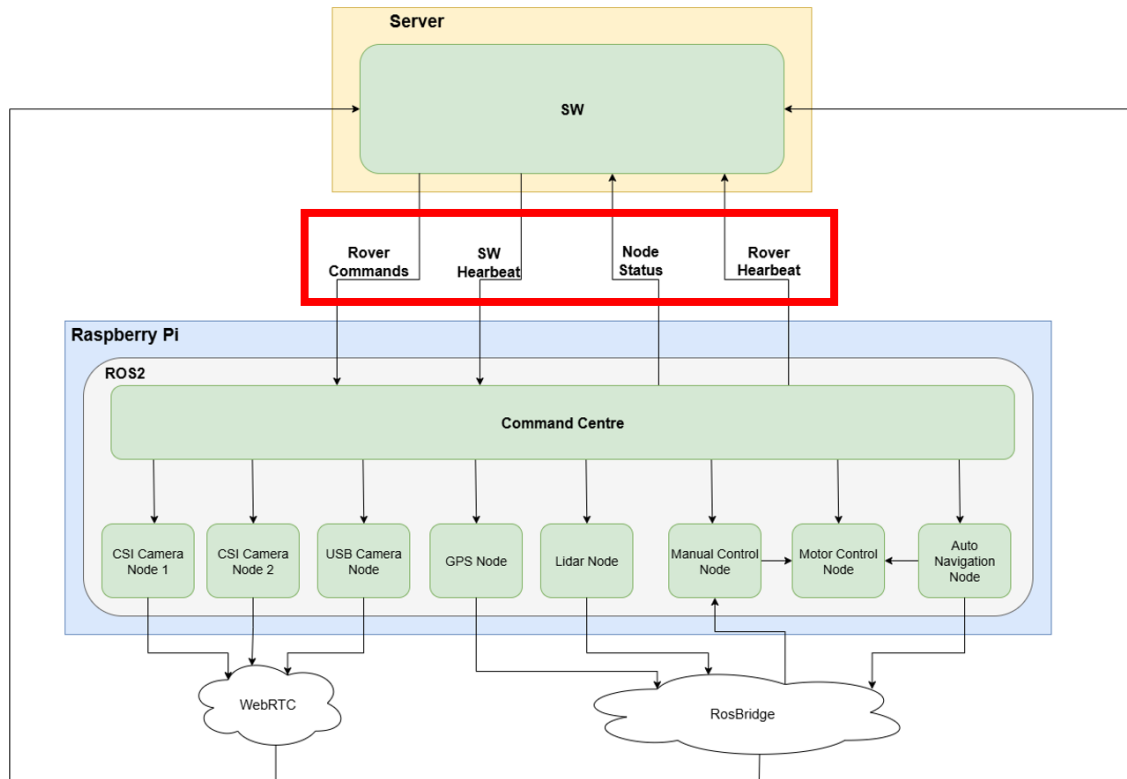 Server
SW
Rover
Commands
SW
Hearbeat
Node
Status
Rover
Hearbeat
Raspberry Pi
ROS2
Command Centre
CSI Camera
Node 1
CSI Camera
Node 2
USB Camera
Node
GPS Node
Lidar Node
Manual Control
Node
Motor Control
Node
Auto
Navigation
Node
WebRTC
RosBridge